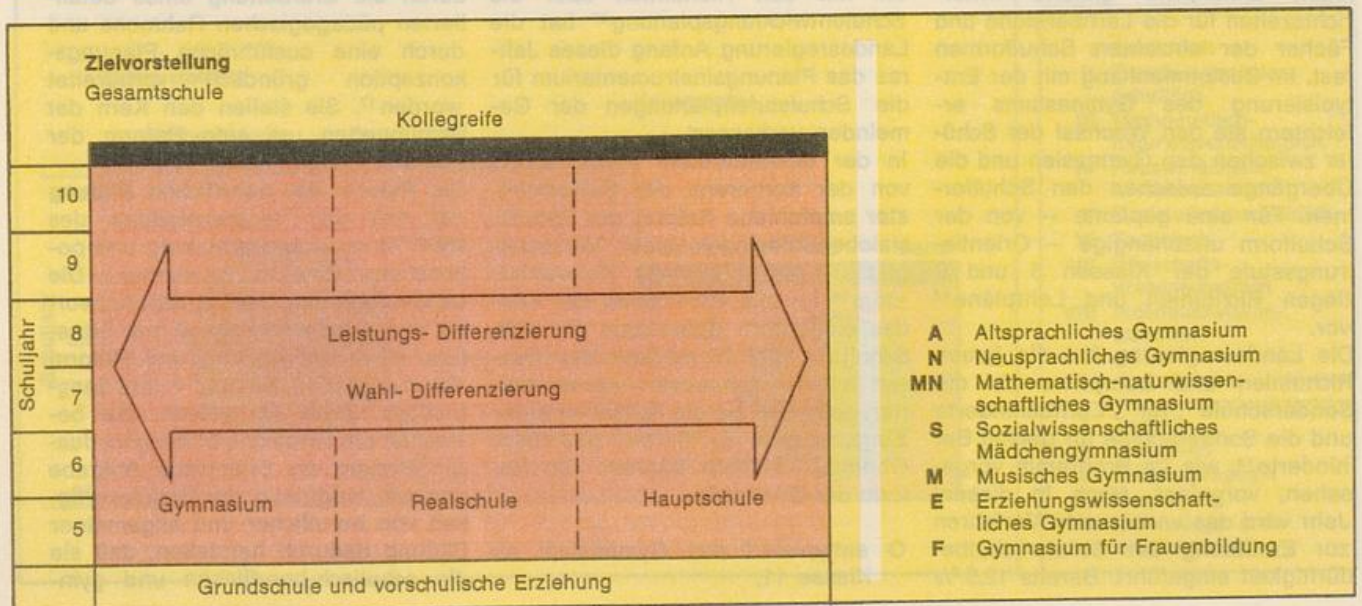 Zielvorstellung
Gesamtschule
Kollegreife
Schuljahr
10
9
8
7
6
5
Leistungs- Differenzierung
Wahl- Differenzierung
Gymnasium
Realschule
Hauptschule
Grundschule und vorschulische Erziehung
A Altsprachliches Gymnasium
N Neusprachliches Gymnasium
MN Mathematisch-naturwissen-
schaftliches Gymnasium
S Sozialwissenschaftliches
Mädchengymnasium
M Musisches Gymnasium
E Erziehungswissenschaft-
liches Gymnasium
F Gymnasium für Frauenbildung